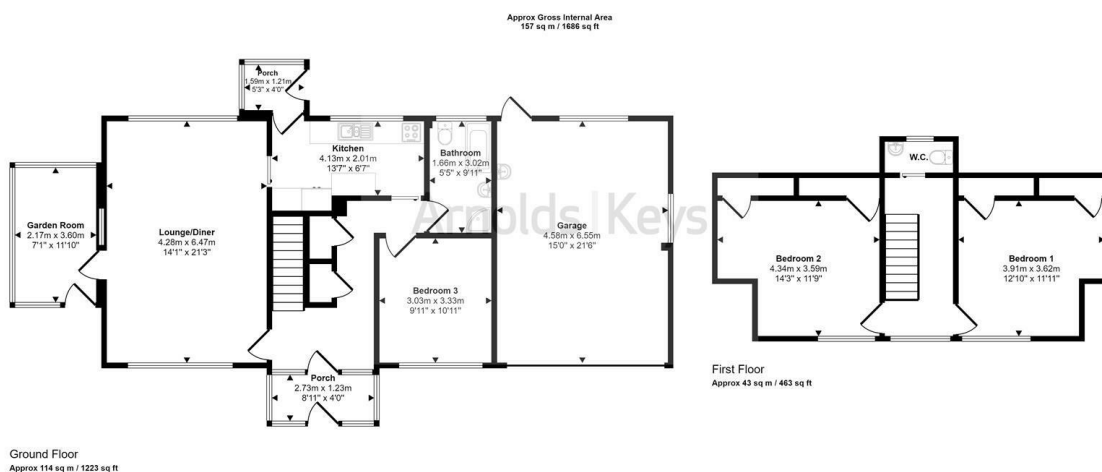 Approx Gross Internal Area
157 sq m / 1686 sq ft
Porch
1.59m x 1.21m
5'3" x 4'0"
Kitchen
4.13m x 2.01m
13'7" x 6'7"
Bathroom
1.66m x 3.02m
5'5" x 9'11"
W.C.
Garden Room
2.17m x 3.60m
7'1" x 11'10"
Lounge/Diner
4.28m x 6.47m
14'1" x 21'3"
Arnolds | Keys
Garage
4.58m x 6.55m
15'0" x 21'6"
Bedroom 2
4.34m x 3.59m
14'3" x 11'9"
Bedroom 1
3.91m x 3.62m
12'10" x 11'11"
Bedroom 3
3.03m x 3.33m
9'11" x 10'11"
Porch
2.73m x 1.23m
8'11" x 4'0"
First Floor
Approx 43 sq m / 463 sq ft
Ground Floor
Approx 114 sq m / 1223 sq ft